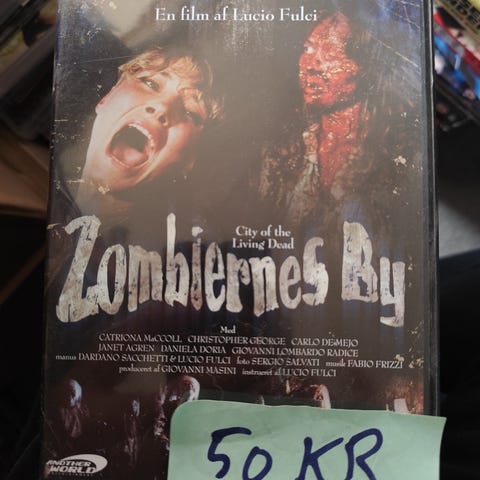 En film af Lucio Fulci
City of the
Living Dead
Zombiernes By
Med
CATRIONA MacCOLL CHRISTOPHER GEORGE CARLO DeMEJO
JANET AGREN DANIELA DORIA GIOVANNI LOMBARDO RADICE
manus DARDANO SACCHETTI & LUCIO FULCI foto SERGIO SALVATI musik FABIO FRIZZI
produceret af GIOVANNI MASINI instrueret af LUCIO FULCI
ANOTHER
WORLD
ENTERTAINMENT
50 KR